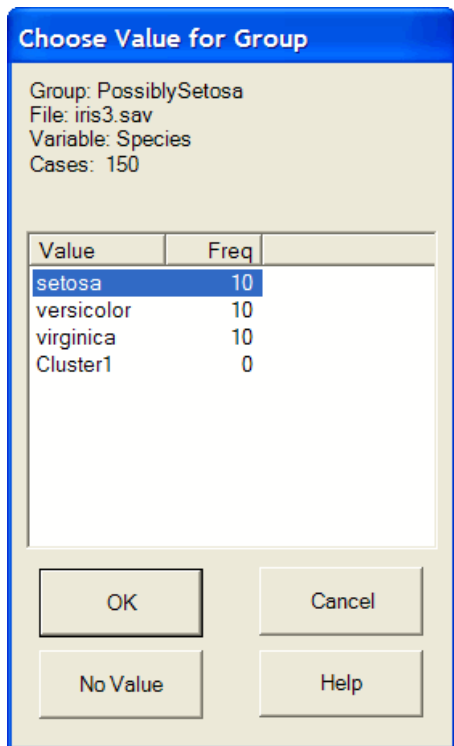 Choose Value for Group
Group: PossiblySetosa
File: iris3.sav
Variable: Species
Cases: 150
Value Freq
setosa 10
versicolor 10
virginica 10
Cluster1 0
OK Cancel
No Value Help